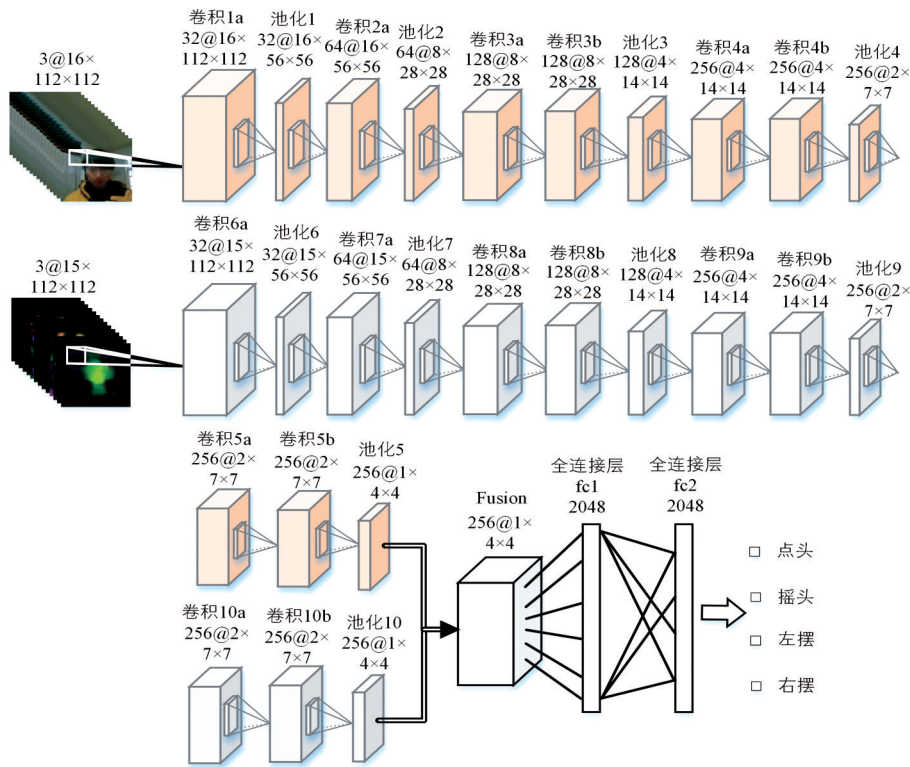 3@16×
112×112
卷积1a
32@16×
112×112
池化1
32@16×
56×56
卷积2a
64@16×
56×56
池化2
64@8×
28×28
卷积3a
128@8×
28×28
卷积3b
128@8×
28×28
池化3
128@4×
14×14
卷积4a
256@4×
14×14
卷积4b
256@4×
14×14
池化4
256@2×
7×7
3@15×
112×112
卷积6a
32@15×
112×112
池化6
32@15×
56×56
卷积7a
64@15×
56×56
池化7
64@8×
28×28
卷积8a
128@8×
28×28
卷积8b
128@8×
28×28
池化8
128@4×
14×14
卷积9a
256@4×
14×14
卷积9b
256@4×
14×14
池化9
256@2×
7×7
卷积5a
256@2×
7×7
卷积5b
256@2×
7×7
池化5
256@1×
4×4
卷积10a
256@2×
7×7
卷积10b
256@2×
7×7
池化10
256@1×
4×4
Fusion
256@1×
4×4
全连接层
fc1
2048
全连接层
fc2
2048
点头
摇头
左摆
右摆